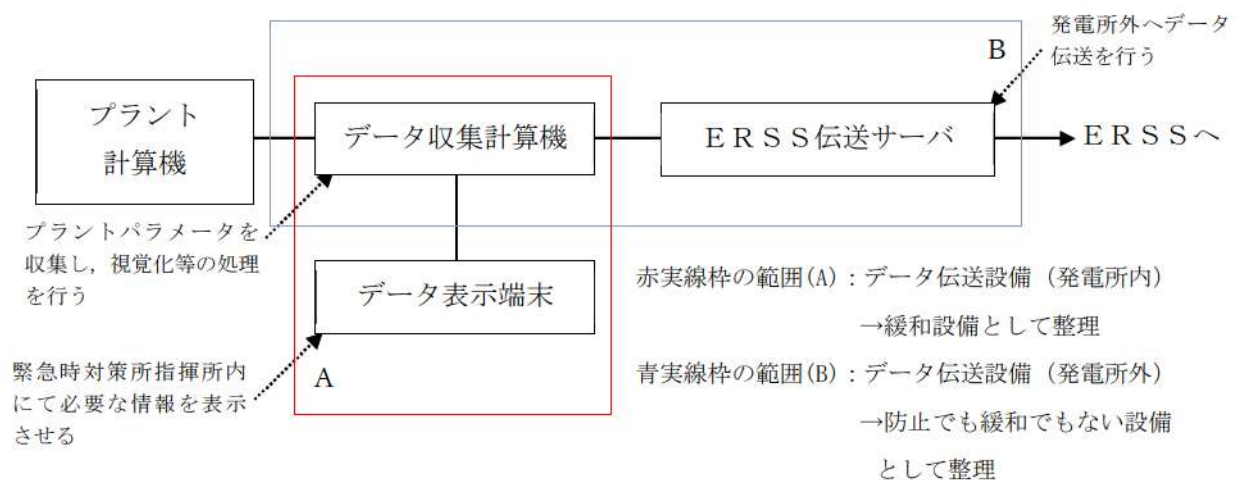 発電所外へデータ
伝送を行う
B
プラント
計算機
データ収集計算機
ＥＲＳＳ伝送サーバ
ＥＲＳＳへ
プラントパラメータを
収集し，視覚化等の処理
を行う
データ表示端末
緊急時対策所指揮所内
にて必要な情報を表示
させる
A
赤実線枠の範囲(A)：データ伝送設備（発電所内）
→緩和設備として整理
青実線枠の範囲(B)：データ伝送設備（発電所外）
→防止でも緩和でもない設備
として整理